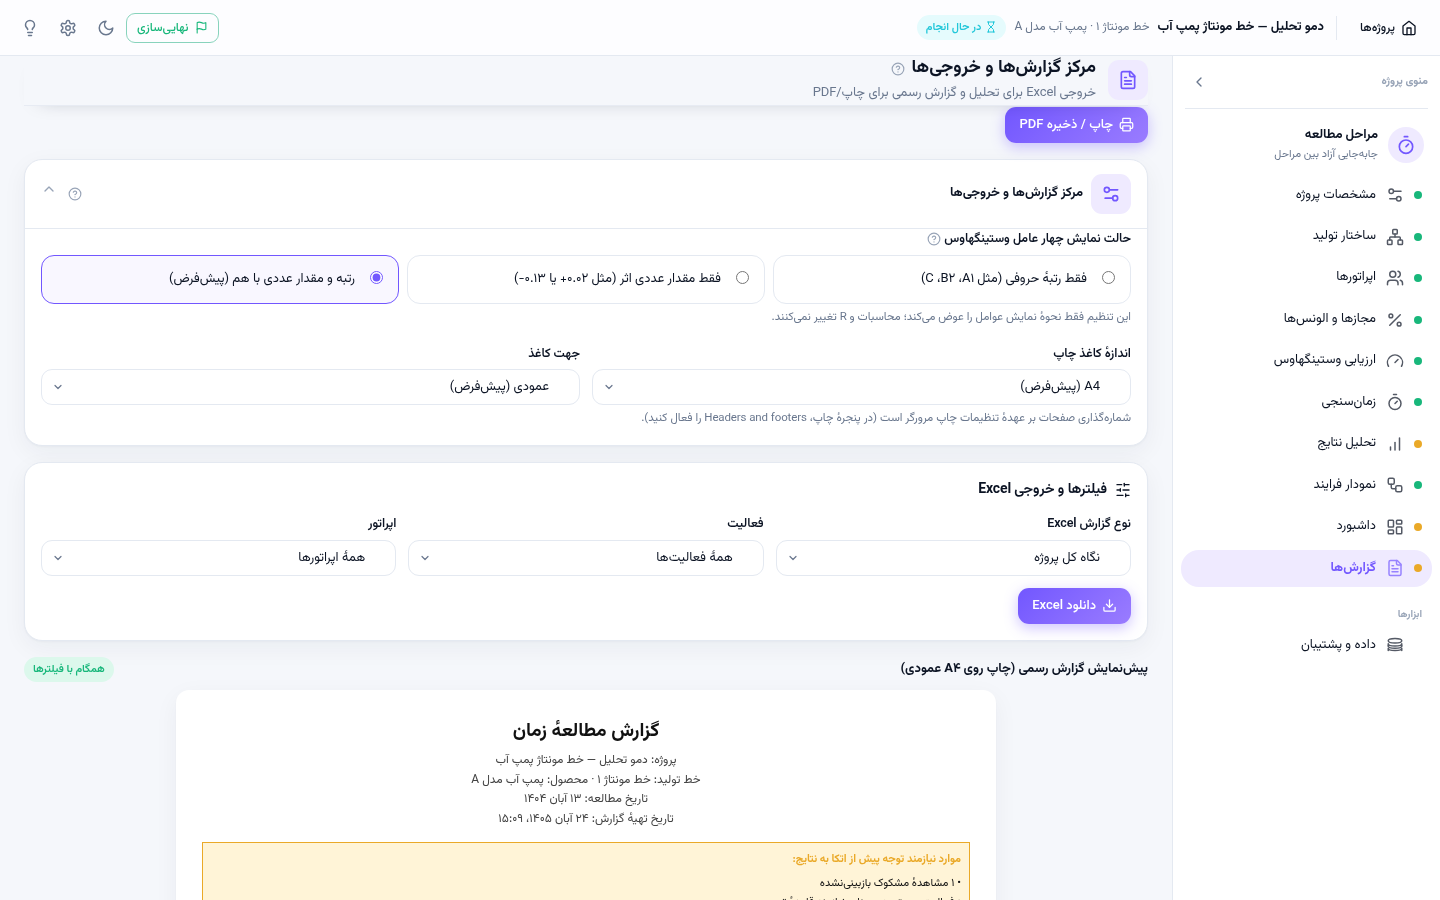 پروژه‌ها
دمو تحلیل — خط مونتاژ پمپ آب
خط مونتاژ ۱ · پمپ آب مدل A
در حال انجام
نهایی‌سازی
منوی پروژه
مراحل مطالعه
جابه‌جایی آزاد بین مراحل
مشخصات پروژه
ساختار تولید
اپراتورها
مجازها و الونس‌ها
ارزیابی وستینگهاوس
زمان‌سنجی
تحلیل نتایج
نمودار فرایند
داشبورد
گزارش‌ها
ابزارها
داده و پشتیبان
مرکز گزارش‌ها و خروجی‌ها
خروجی Excel برای تحلیل و گزارش رسمی برای چاپ/PDF
چاپ / ذخیره PDF
مرکز گزارش‌ها و خروجی‌ها
حالت نمایش چهار عامل وستینگهاوس
فقط رتبهٔ حروفی (مثل A۱، B۲، C)
فقط مقدار عددی اثر (مثل ۰.۰۲+ یا ۰.۱۳-)
رتبه و مقدار عددی با هم (پیش‌فرض)
این تنظیم فقط نحوهٔ نمایش عوامل را عوض می‌کند؛ محاسبات و R تغییر نمی‌کنند.
اندازهٔ کاغذ چاپ
جهت کاغذ
A4 (پیش‌فرض)
عمودی (پیش‌فرض)
شماره‌گذاری صفحات بر عهدهٔ تنظیمات چاپ مرورگر است (در پنجرهٔ چاپ، Headers and footers را فعال کنید).
فیلترها و خروجی Excel
نوع گزارش Excel
فعالیت
اپراتور
نگاه کل پروژه
همهٔ فعالیت‌ها
همهٔ اپراتورها
دانلود Excel
پیش‌نمایش گزارش رسمی (چاپ روی A۴ عمودی)
همگام با فیلترها
گزارش مطالعهٔ زمان
پروژه: دمو تحلیل — خط مونتاژ پمپ آب
خط تولید: خط مونتاژ ۱ · محصول: پمپ آب مدل A
تاریخ مطالعه: ۱۳ آبان ۱۴۰۴
تاریخ تهیهٔ گزارش: ۲۴ آبان ۱۴۰۵، ۱۵:۰۹
موارد نیازمند توجه پیش از اتکا به نتایج:
• ۱ مشاهدهٔ مشکوک بازبینی‌نشده